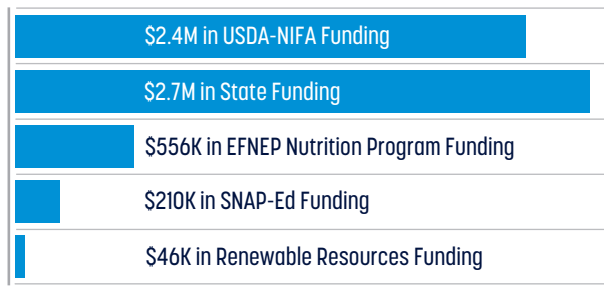 $2.4M in USDA-NIFA Funding
$2.7M in State Funding
$556K in EFNEP Nutrition Program Funding
$210K in SNAP-Ed Funding
$46K in Renewable Resources Funding